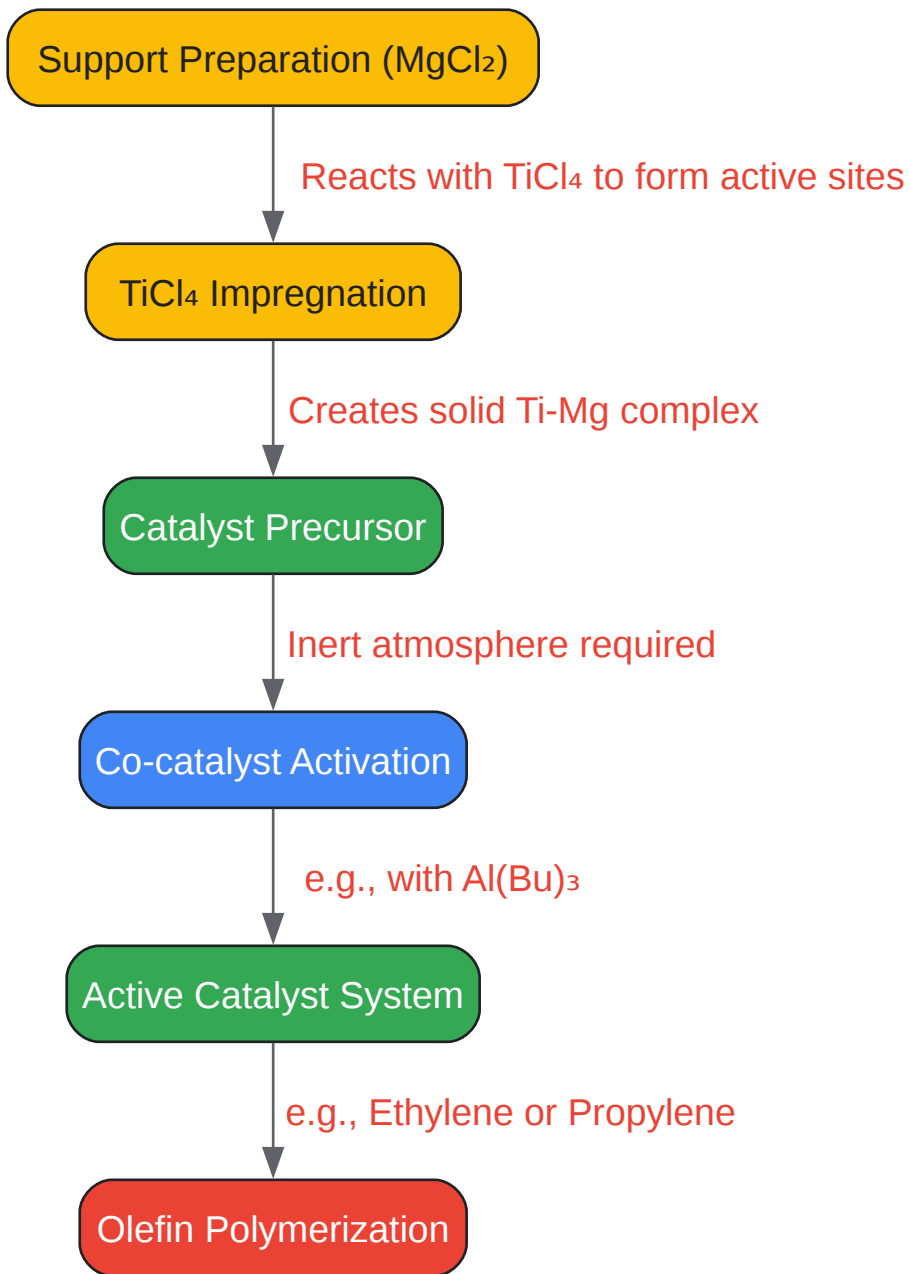 Support Preparation (MgCl₂)
Reacts with TiCl₄ to form active sites
TiCl₄ Impregnation
Creates solid Ti-Mg complex
Catalyst Precursor
Inert atmosphere required
Co-catalyst Activation
e.g., with Al(Bu)₃
Active Catalyst System
e.g., Ethylene or Propylene
Olefin Polymerization